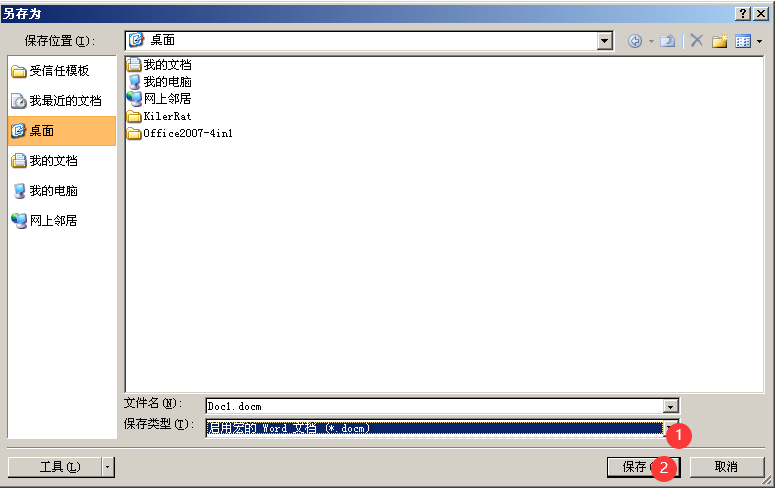 另存为
保存位置(I):
桌面
受信任模板
我最近的文档
桌面
我的文档
我的电脑
网上邻居
我的文档
我的电脑
网上邻居
KilerRat
Office2007-4in1
文件名(N):
Doc1.docm
保存类型(T):
启用宏的 Word 文档 (*.docm)
1
工具(L)
保存(
2
取消